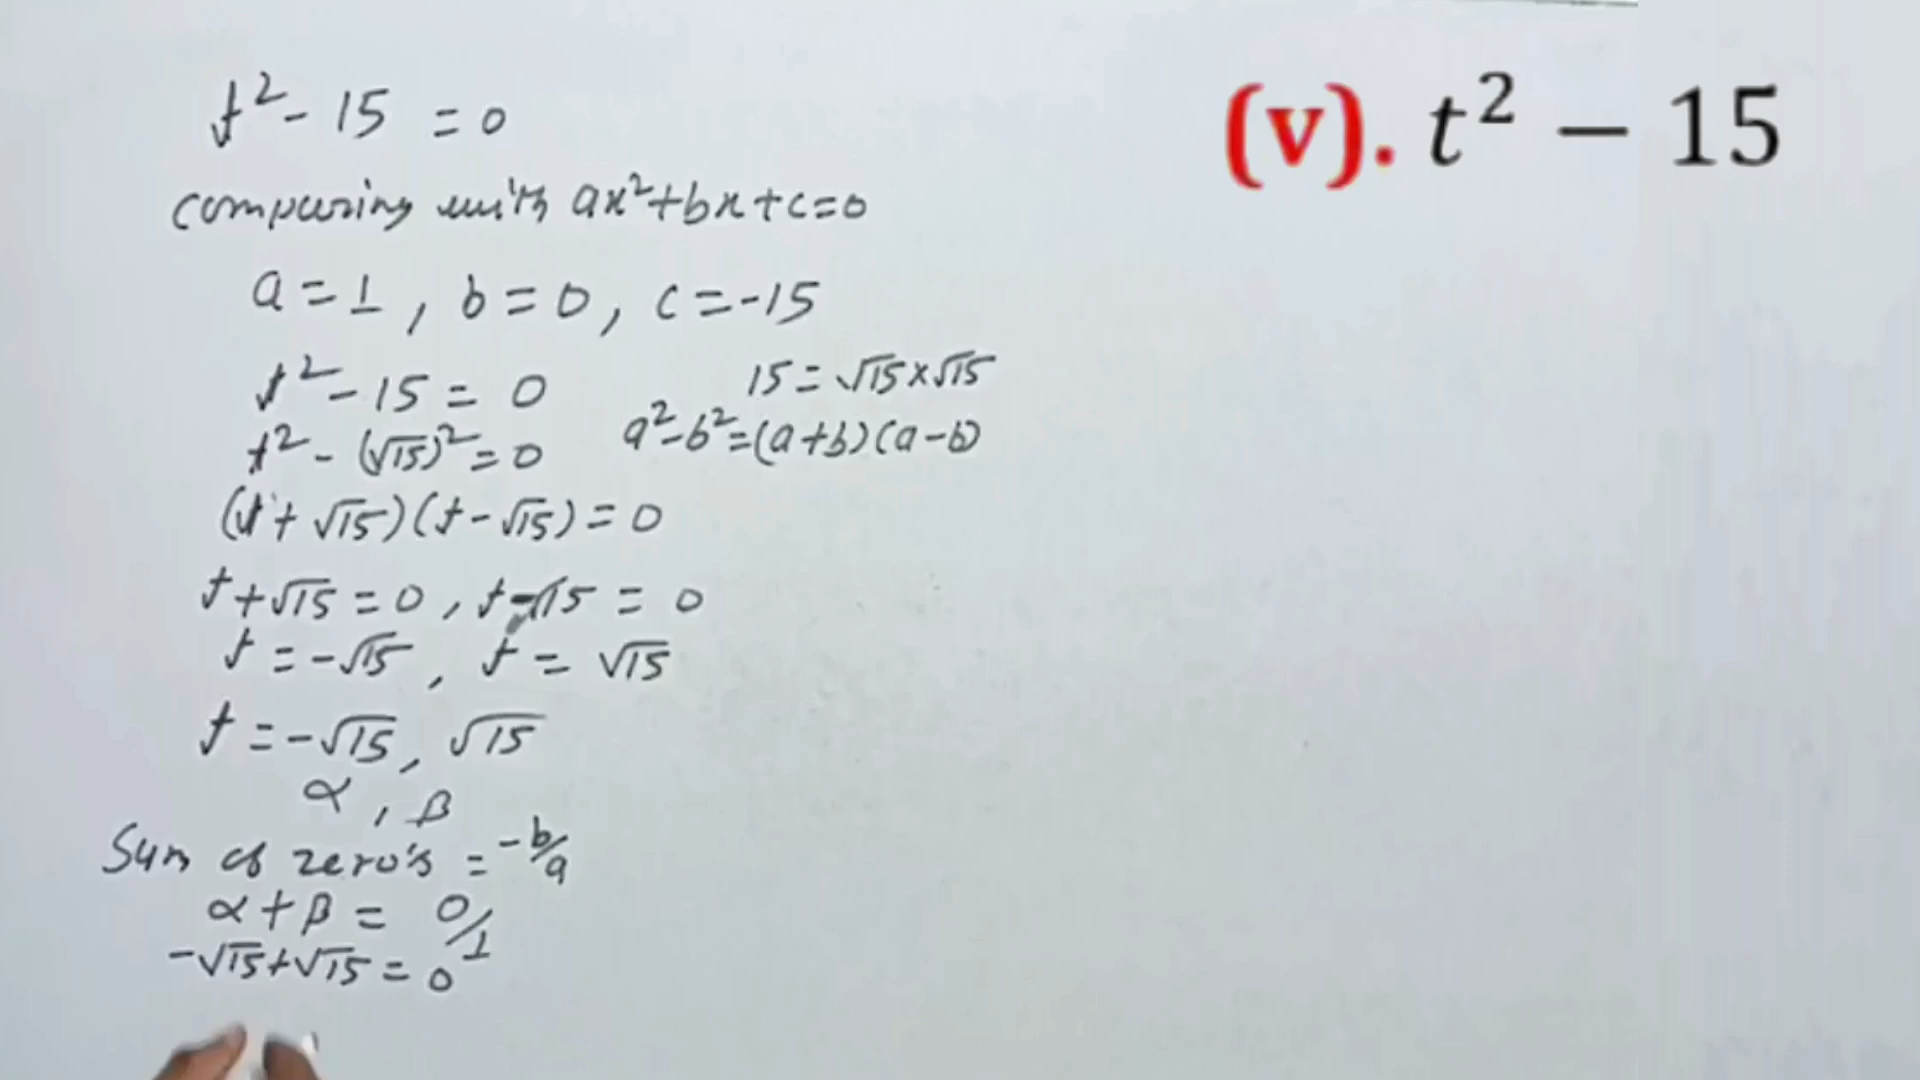 (v). t² − 15
t² - 15 = 0
comparing with ax²+bx+c=0
a = 1 , b = 0 , c = -15
t² - 15 = 0
15 = √15 × √15
t² - (√15)² = 0
a² - b² = (a+b)(a-b)
(t + √15)(t - √15) = 0
t + √15 = 0 , t - √15 = 0
t = -√15 , t = √15
t = -√15 , √15
α , β
Sum of zero's = -b/a
α + β = 0/1
-√15 + √15 = 0